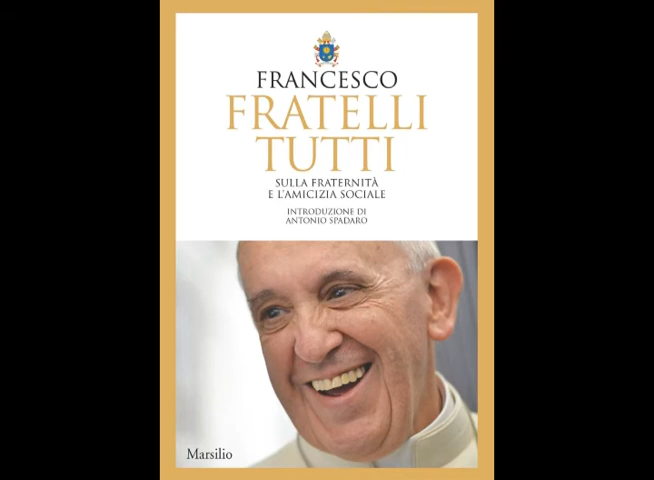 FRANCESCO
FRATELLI
TUTTI
SULLA FRATERNITÀ
E L'AMICIZIA SOCIALE
INTRODUZIONE DI
ANTONIO SPADARO
Marsilio